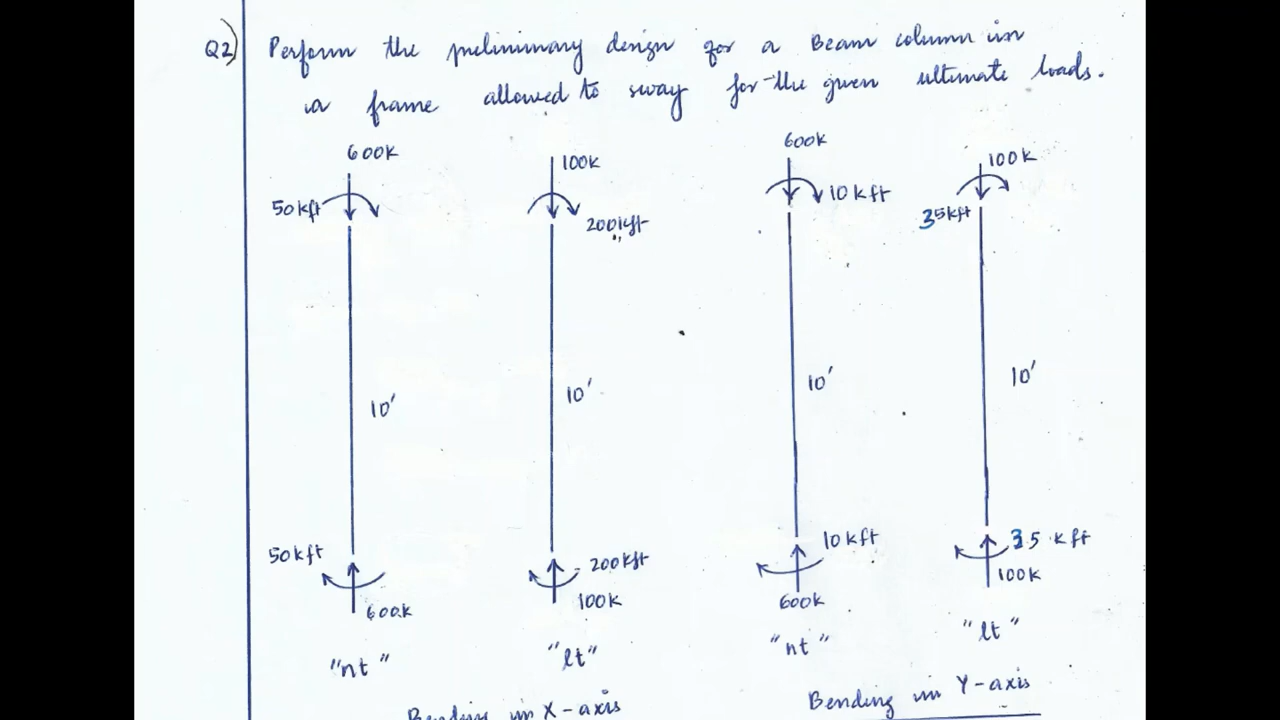 Q2) Perform the preliminary design for a Beam column in
a frame allowed to sway for the given ultimate loads.
600K 100K 600K 100K
50kft 200kft 10kft 35kft
10' 10' 10' 10'
50kft 200kft 10kft 35kft
600K 100K 600K 100K
"nt" "lt" "nt" "lt"
Bending in X-axis Bending in Y-axis